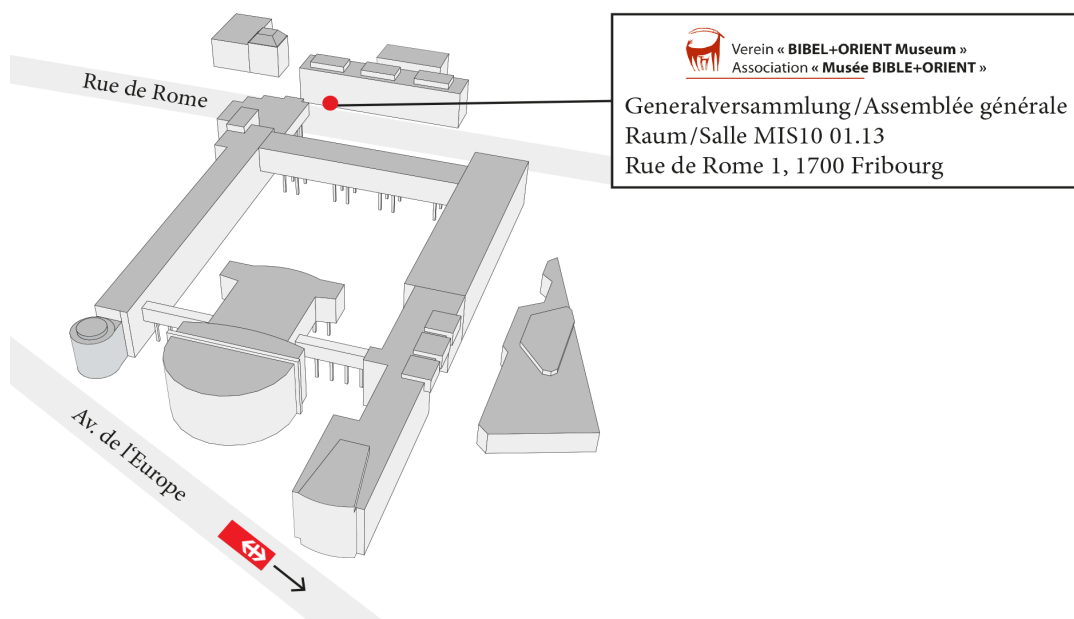 Verein « BIBEL+ORIENT Museum »
Association « Musée BIBLE+ORIENT »
Generalversammlung/Assemblée générale
Raum/Salle MIS10 01.13
Rue de Rome 1, 1700 Fribourg
Rue de Rome
Av. de l‘Europe